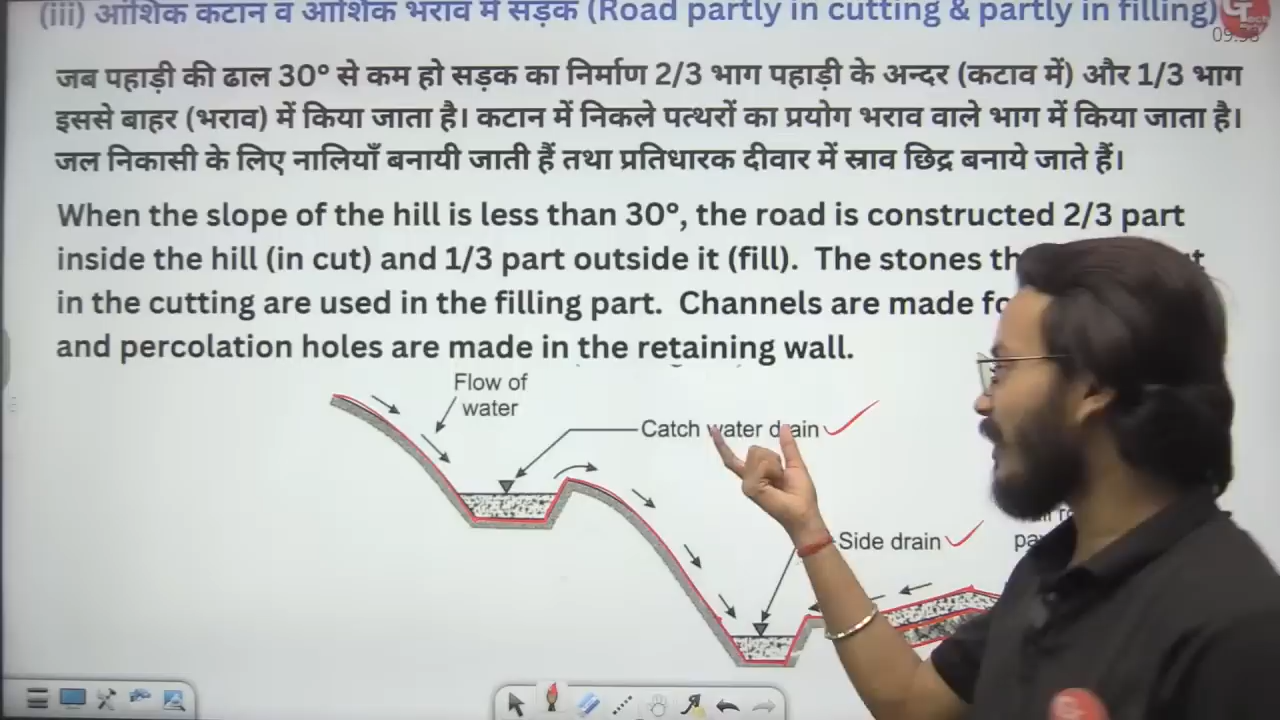 (iii) आंशिक कटान व आंशिक भराव में सड़क (Road partly in cutting & partly in filling)
09:38
जब पहाड़ी की ढाल 30° से कम हो सड़क का निर्माण 2/3 भाग पहाड़ी के अन्दर (कटाव में) और 1/3 भाग
इससे बाहर (भराव) में किया जाता है। कटान में निकले पत्थरों का प्रयोग भराव वाले भाग में किया जाता है।
जल निकासी के लिए नालियाँ बनायी जाती हैं तथा प्रतिधारक दीवार में स्राव छिद्र बनाये जाते हैं।
When the slope of the hill is less than 30°, the road is constructed 2/3 part
inside the hill (in cut) and 1/3 part outside it (fill). The stones
in the cutting are used in the filling part. Channels are made
and percolation holes are made in the retaining wall.
Flow of
water
Catch water drain
Side drain